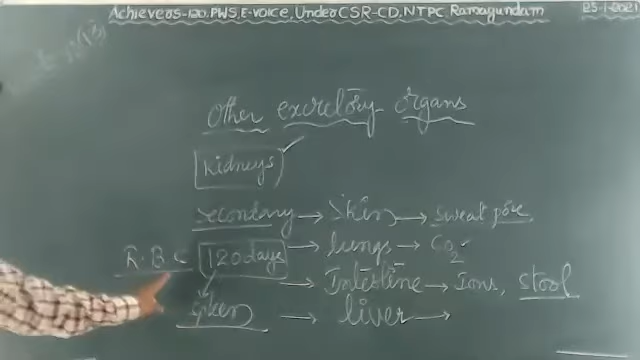 Achievers-120, PWS, E-VOICE, Under CSR-CD, NTPC, Ramagundam 25-1-2021
Other excretory organs
Kidneys
secondary → Skin → sweat pore
R.B.C 120 days → lungs → CO2
→ Intestine → Ions, stool
→ liver →